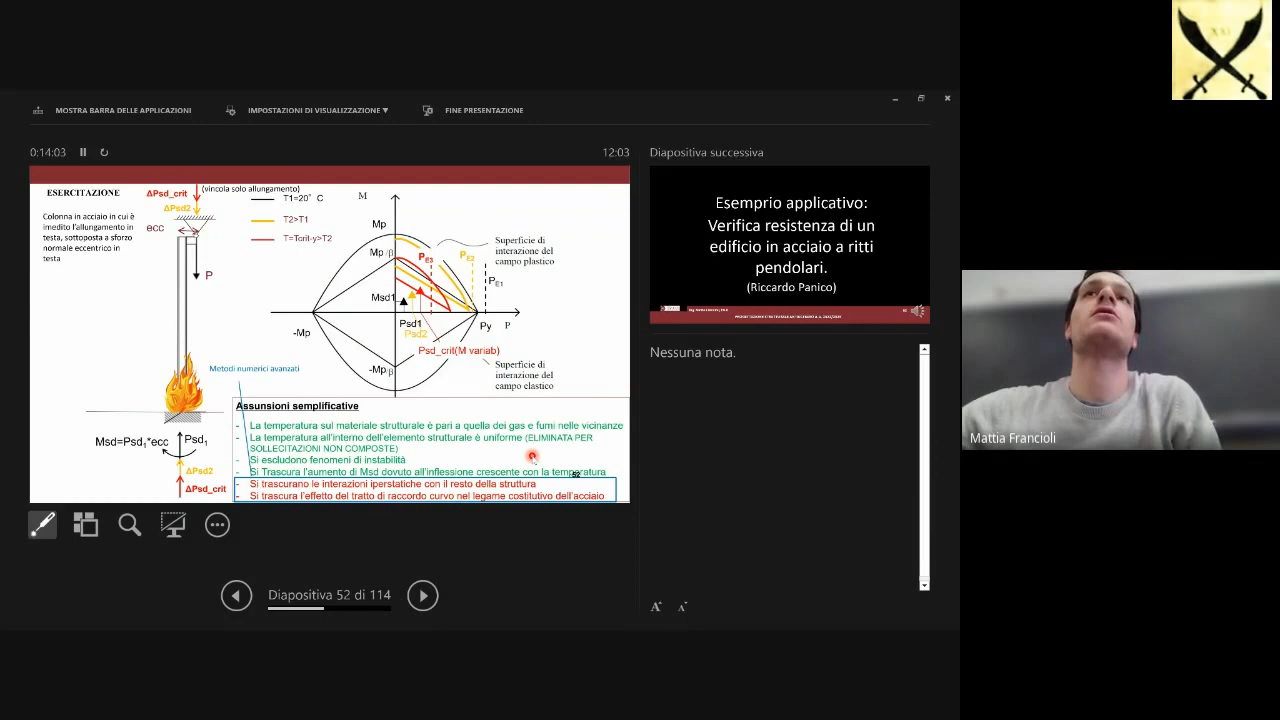 XXI
MOSTRA BARRA DELLE APPLICAZIONI
IMPOSTAZIONI DI VISUALIZZAZIONE ▼
FINE PRESENTAZIONE
0:14:03
12:03
Diapositiva successiva
ESERCITAZIONE
Colonna in acciaio in cui è
imedito l'allungamento in
testa, sottoposta a sforzo
normale eccentrico in
testa
ΔPsd_crit
(vincola solo allungamento)
ΔPsd2
ecc
P
T1=20° C
T2>T1
T=Tcrit-y>T2
M
Mp
Mp/β
Msd1
-Mp
-Mp/β
PE3
PE2
PE1
Superficie di
interazione del
campo plastico
Psd1
Psd2
Py
P
Psd_crit(M variab)
Superficie di
interazione del
campo elastico
Metodi numerici avanzati
Msd=Psd1*ecc
Psd1
ΔPsd2
ΔPsd_crit
Assunsioni semplificative
- La temperatura sul materiale strutturale è pari a quella dei gas e fumi nelle vicinanze
- La temperatura all'interno dell'elemento strutturale è uniforme (ELIMINATA PER
SOLLECITAZIONI NON COMPOSTE)
- Si escludono fenomeni di instabilità
- Si Trascura l'aumento di Msd dovuto all'inflessione crescente con la temperatura
52
- Si trascurano le interazioni iperstatiche con il resto della struttura
- Si trascura l'effetto del tratto di raccordo curvo nel legame costitutivo dell'acciaio
Esemprio applicativo:
Verifica resistenza di un
edificio in acciaio a ritti
pendolari.
(Riccardo Panico)
Nessuna nota.
Diapositiva 52 di 114
A A
Mattia Francioli